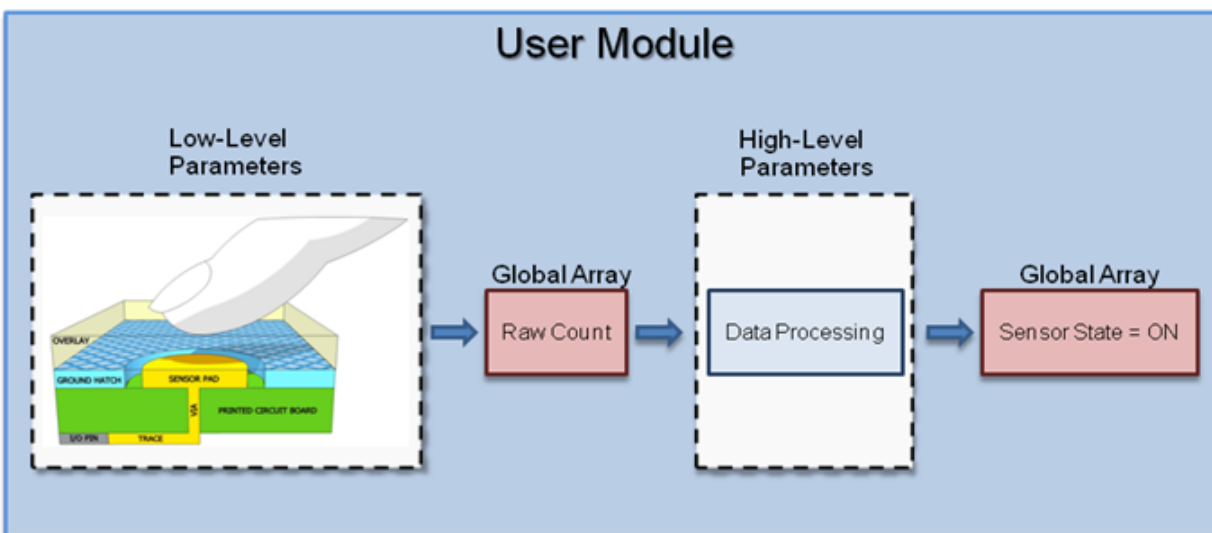 User Module
Low-Level
Parameters
High-Level
Parameters
Global Array
Raw Count
Data Processing
Global Array
Sensor State = ON
OVERLAY
GROUND HATCH
SENSOR PAD
VIA
PRINTED CIRCUIT BOARD
I/O PIN
TRACE